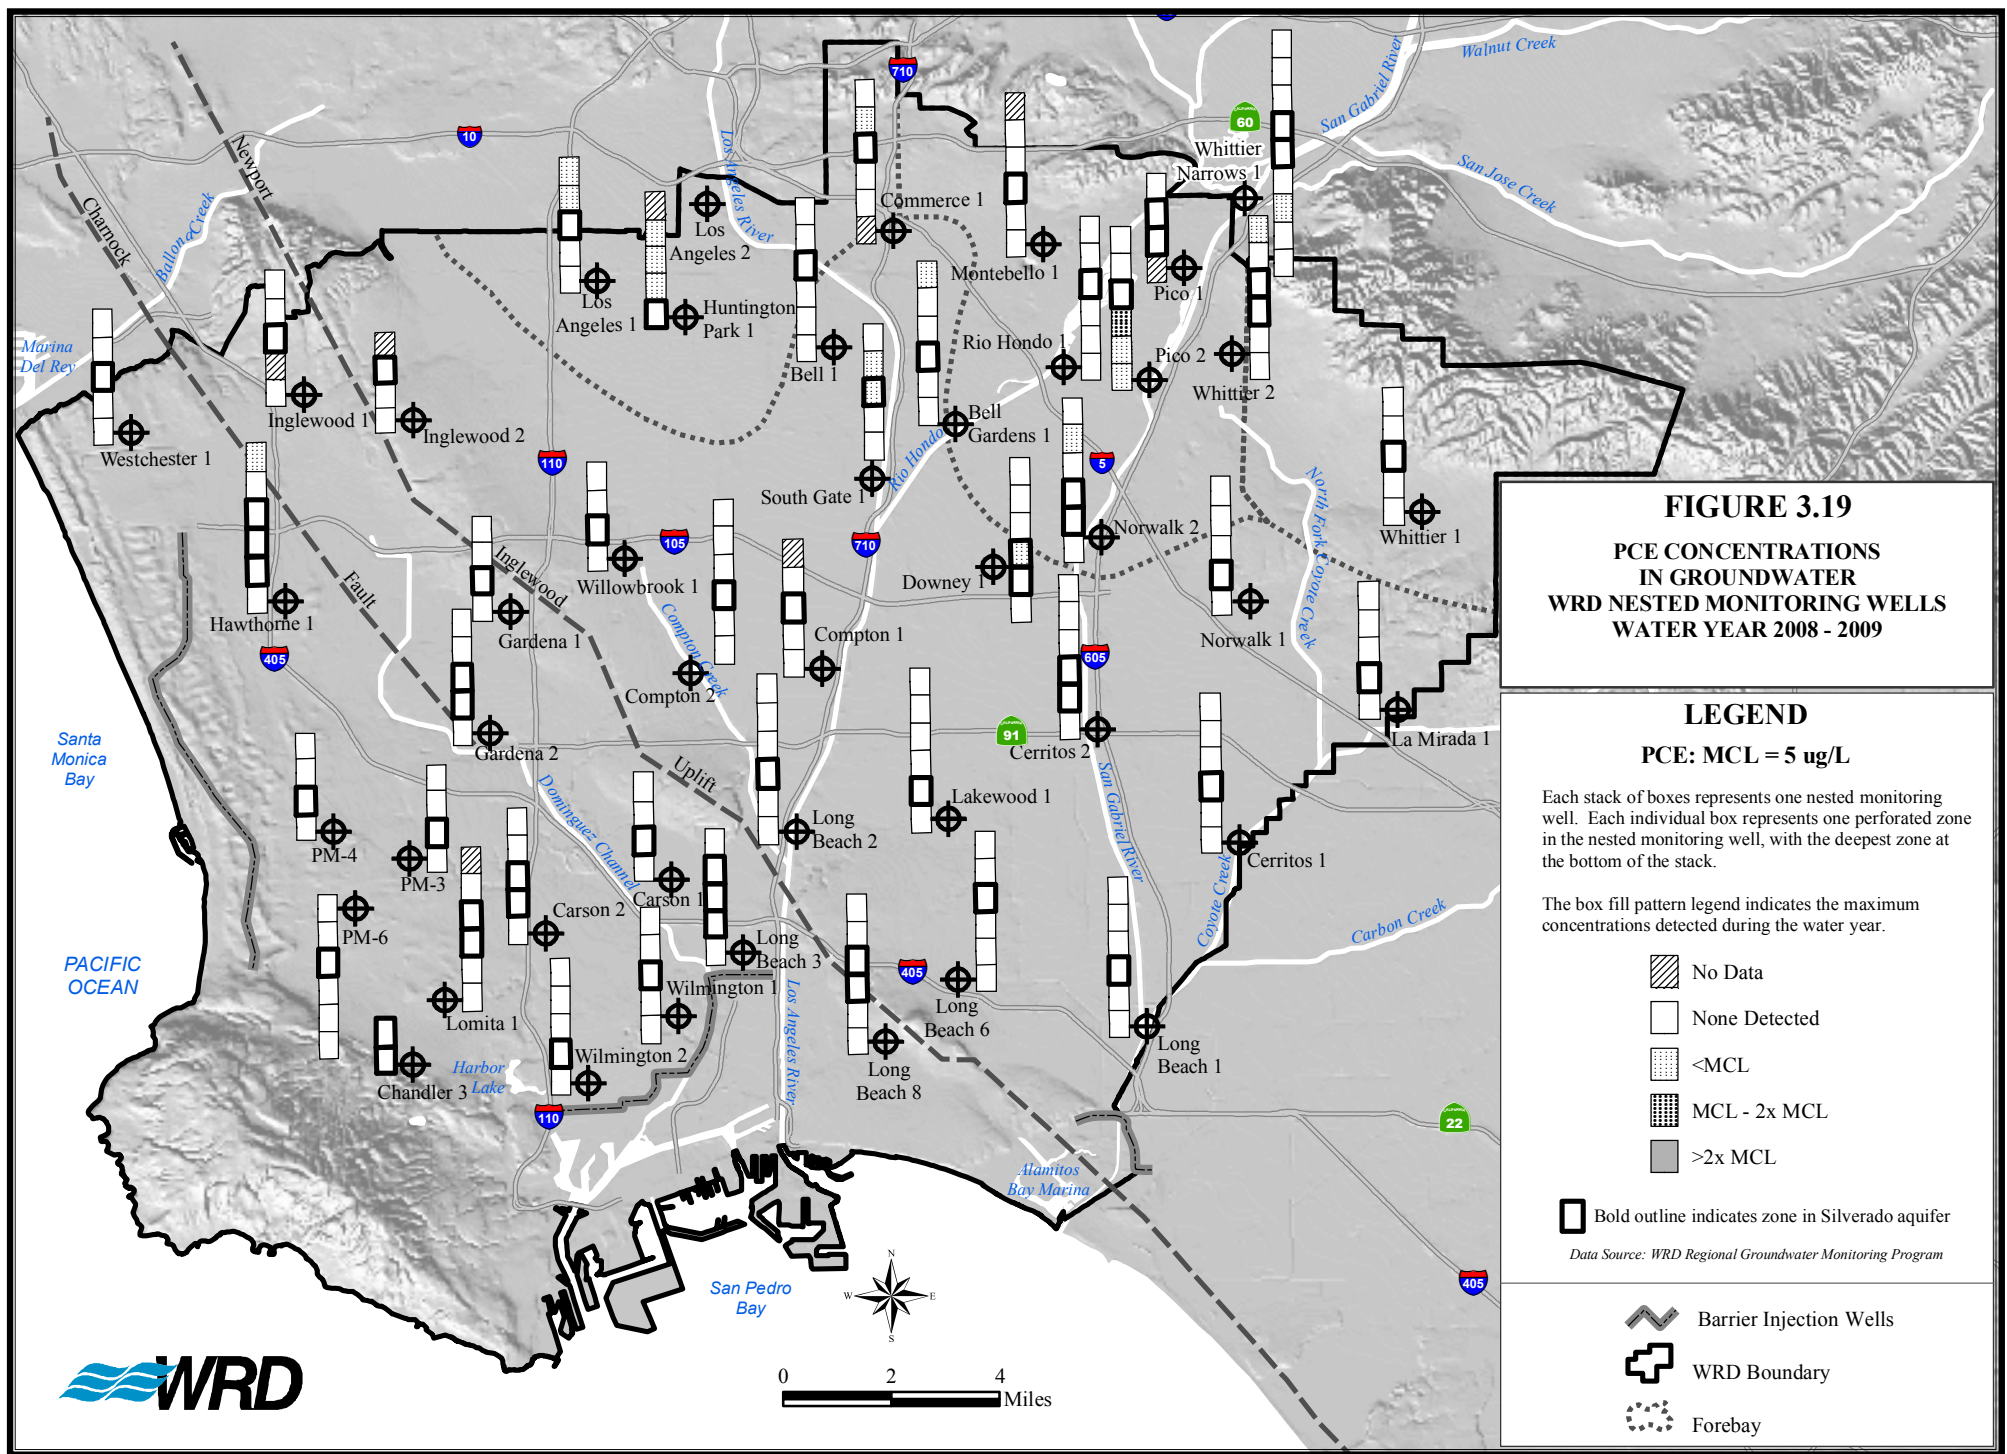 Walnut Creek
San Gabriel River
710
60
10
Whittier
Narrows 1
San Jose Creek
Newport
Los Angeles River
Charnock
Ballona Creek
Commerce 1
Los
Angeles 2
Montebello 1
Pico 1
Los
Angeles 1
Huntington
Park 1
Marina
Del Rey
Rio Hondo 1
Pico 2
Bell 1
Whittier 2
Inglewood 1
Inglewood 2
Bell
Gardens 1
Westchester 1
110
5
Rio Hondo
South Gate 1
North Fork Coyote Creek
Whittier 1
105
710
Norwalk 2
Inglewood
Willowbrook 1
Downey 1
Fault
Hawthorne 1
Gardena 1
Compton Creek
Compton 1
Norwalk 1
405
605
Compton 2
Santa
Monica
Bay
Gardena 2
91
Cerritos 2
La Mirada 1
Uplift
Dominguez Channel
San Gabriel River
Lakewood 1
Long
Beach 2
PM-4
PM-3
Cerritos 1
Carson 1
Carson 2
PM-6
Coyote Creek
Carbon Creek
Long
Beach 3
PACIFIC
OCEAN
405
Wilmington 1
Los Angeles River
Long
Beach 6
Lomita 1
Long
Beach 1
Wilmington 2
Harbor
Lake
Chandler 3
Long
Beach 8
110
22
Alamitos
Bay Marina
405
San Pedro
Bay
N
W E
S
0 2 4
Miles
WRD
FIGURE 3.19
PCE CONCENTRATIONS
IN GROUNDWATER
WRD NESTED MONITORING WELLS
WATER YEAR 2008 - 2009
LEGEND
PCE: MCL = 5 ug/L
Each stack of boxes represents one nested monitoring
well. Each individual box represents one perforated zone
in the nested monitoring well, with the deepest zone at
the bottom of the stack.
The box fill pattern legend indicates the maximum
concentrations detected during the water year.
No Data
None Detected
<MCL
MCL - 2x MCL
>2x MCL
Bold outline indicates zone in Silverado aquifer
Data Source: WRD Regional Groundwater Monitoring Program
Barrier Injection Wells
WRD Boundary
Forebay